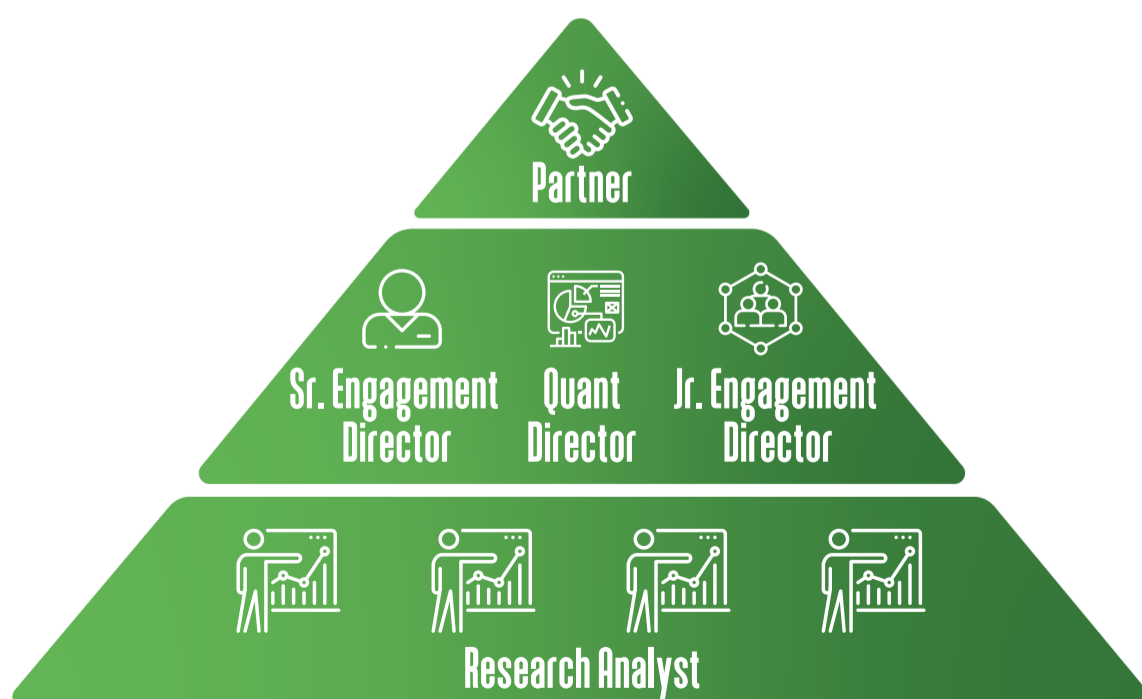 Partner
Sr. Engagement
Director
Quant
Director
Jr. Engagement
Director
Research Analyst